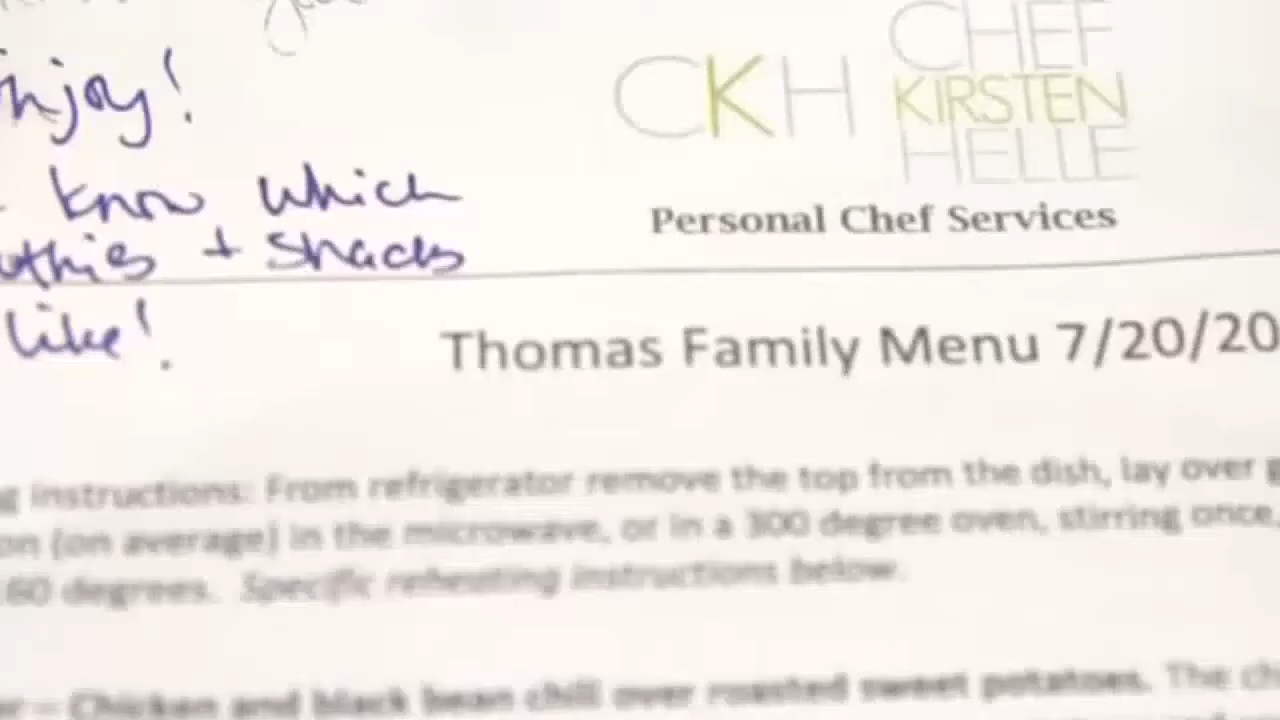 CHEF
CKH KIRSTEN
HELLE
Personal Chef Services
njoy!
know which
thies + snacks
like!
Thomas Family Menu 7/20/20
g instructions: From refrigerator remove the top from the dish, lay over g
on (on average) in the microwave, or in a 300 degree oven, stirring once,
60 degrees. Specific reheating instructions below.
er – Chicken and black bean chili over roasted sweet potatoes. The ch